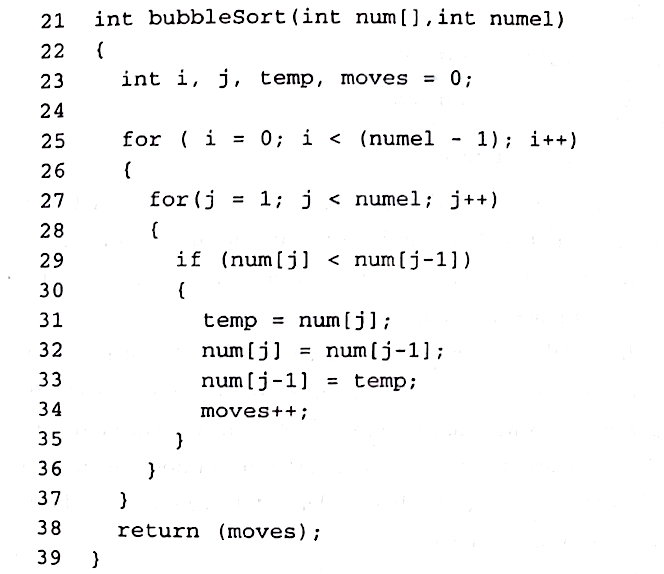 21 int bubbleSort(int num[],int numel)
22 {
23 int i, j, temp, moves = 0;
24
25 for ( i = 0; i < (numel - 1); i++)
26 {
27 for(j = 1; j < numel; j++)
28 {
29 if (num[j] < num[j-1])
30 {
31 temp = num[j];
32 num[j] = num[j-1];
33 num[j-1] = temp;
34 moves++;
35 }
36 }
37 }
38 return (moves);
39 }